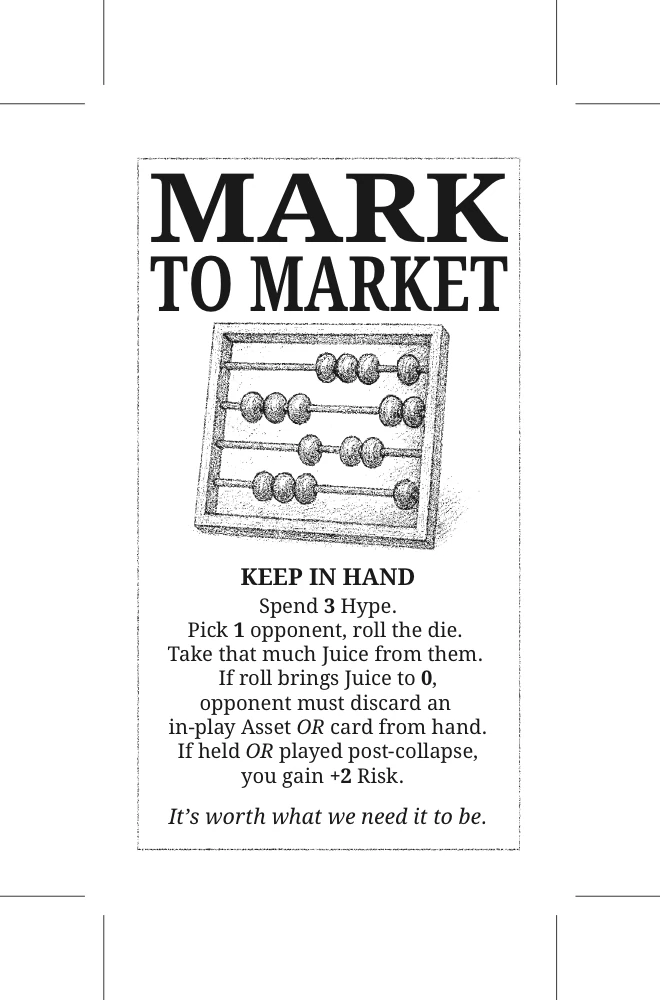 MARK
TO MARKET
KEEP IN HAND
Spend 3 Hype.
Pick 1 opponent, roll the die.
Take that much Juice from them.
If roll brings Juice to 0,
opponent must discard an
in-play Asset OR card from hand.
If held OR played post-collapse,
you gain +2 Risk.
It’s worth what we need it to be.